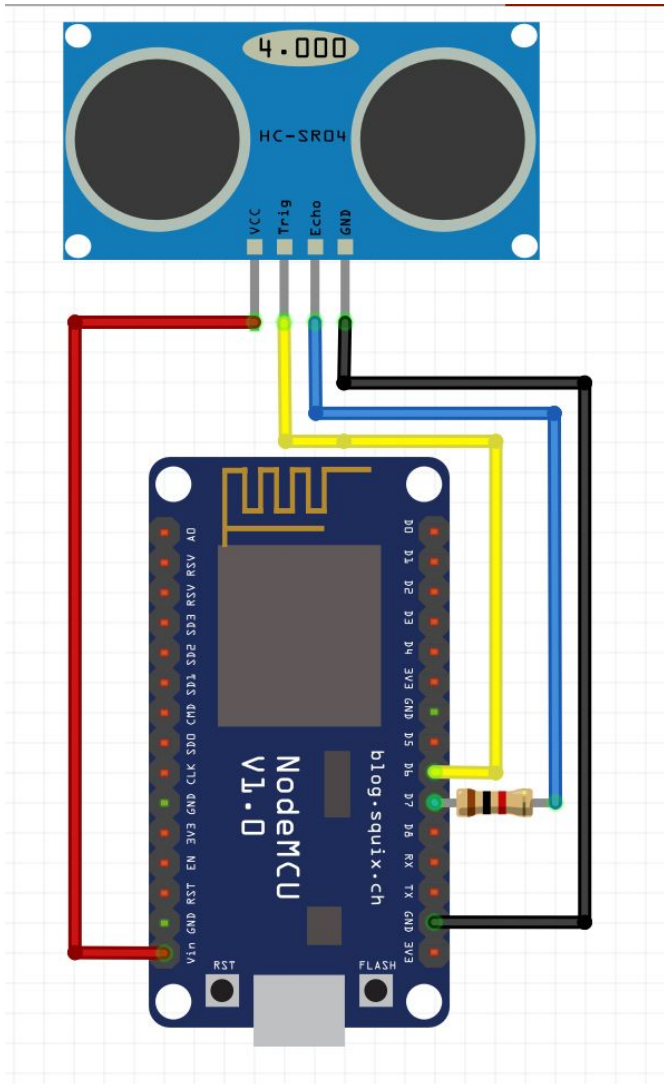 4.000
HC-SR04
VCC
Trig
Echo
GND
A0
RSV
RSV
SD3
SD2
SD1
CMD
SD0
CLK
GND
3V3
EN
RST
GND
Vin
D0
D1
D2
D3
D4
3V3
GND
D5
D6
D7
D8
RX
TX
GND
3V3
NodeMCU
V1.0
blog.squix.ch
RST
FLASH